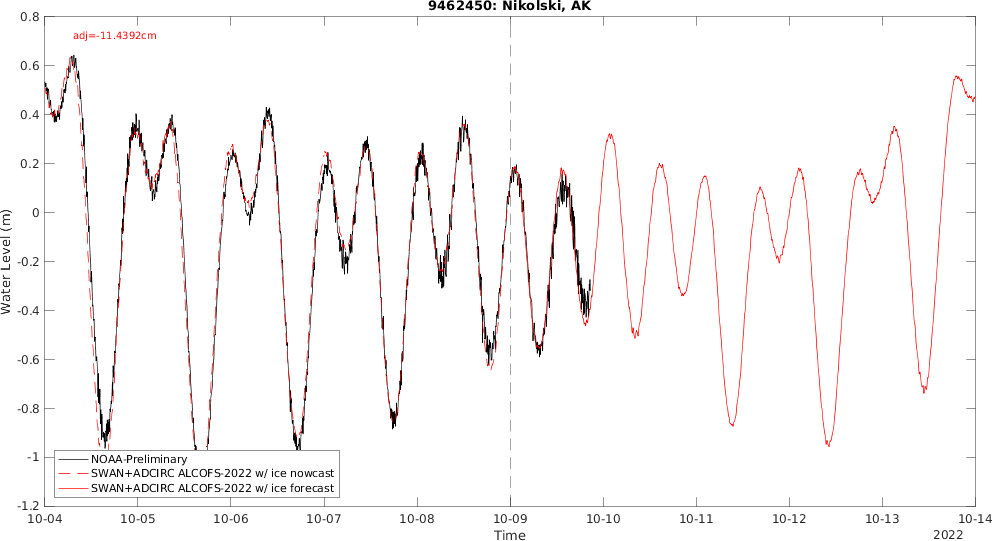 9462450: Nikolski, AK
adj=-11.4392cm
Water Level (m)
0.8
0.6
0.4
0.2
0
-0.2
-0.4
-0.6
-0.8
-1
-1.2
NOAA-Preliminary
SWAN+ADCIRC ALCOFS-2022 w/ ice nowcast
SWAN+ADCIRC ALCOFS-2022 w/ ice forecast
10-04 10-05 10-06 10-07 10-08 10-09 10-10 10-11 10-12 10-13 10-14
Time
2022